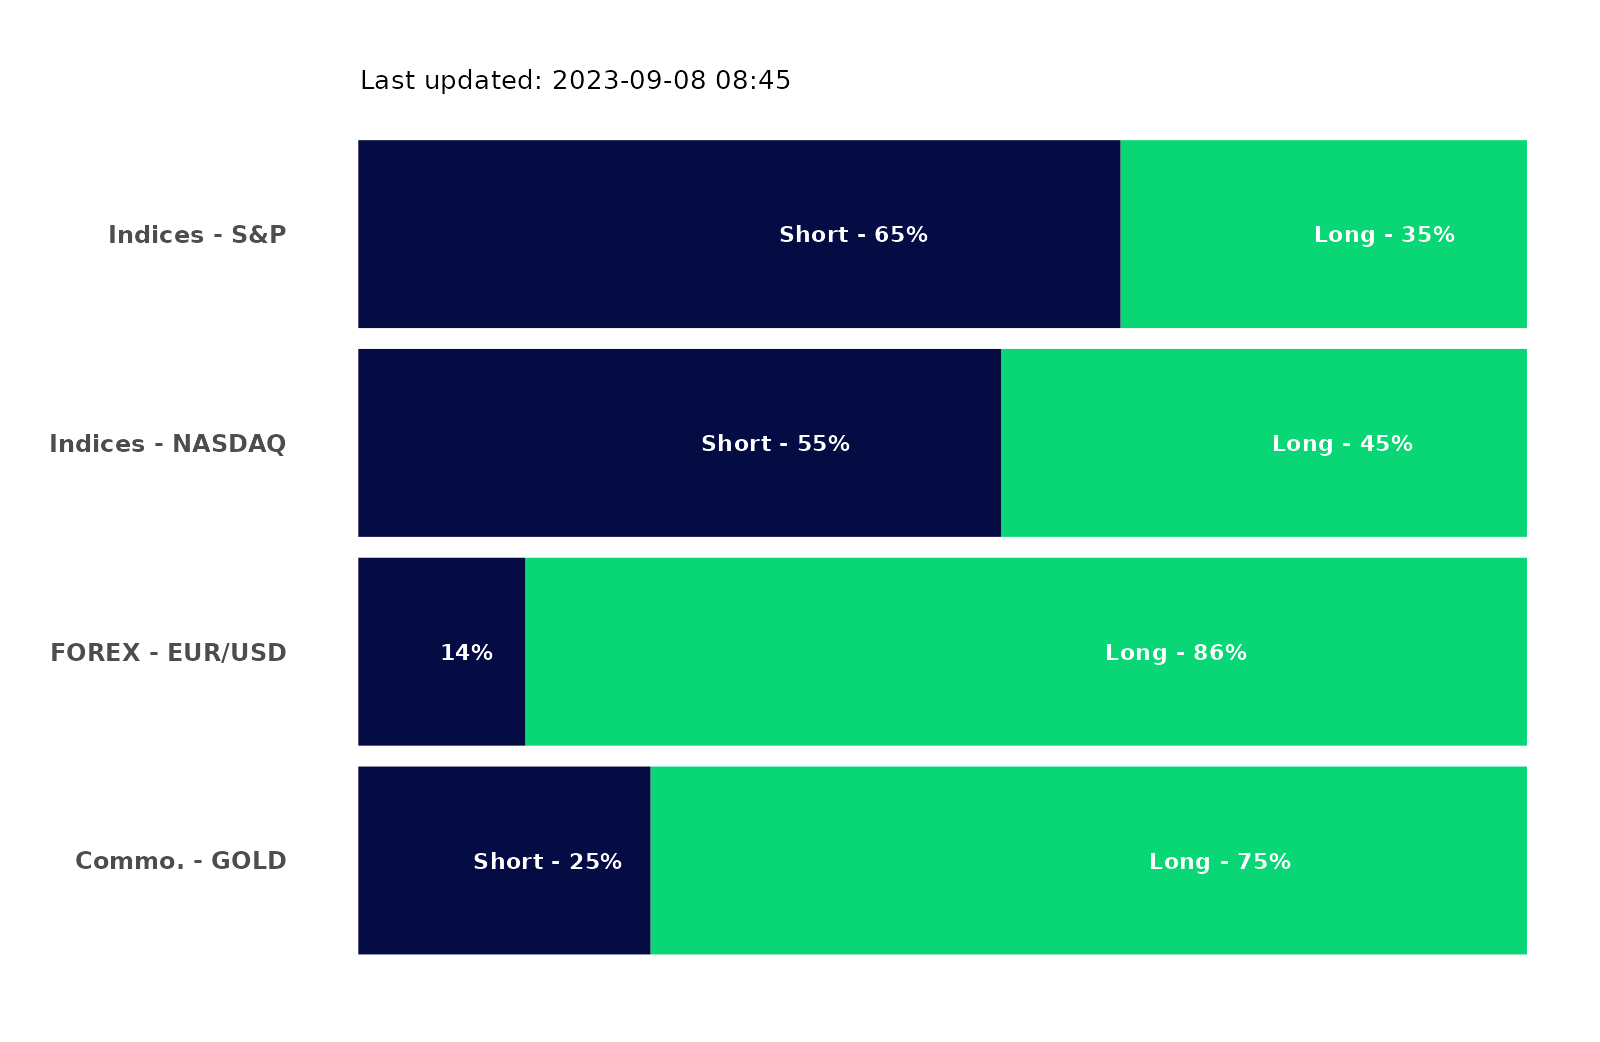 Last updated: 2023-09-08 08:45
Indices - S&P
Short - 65%
Long - 35%
Indices - NASDAQ
Short - 55%
Long - 45%
FOREX - EUR/USD
14%
Long - 86%
Commo. - GOLD
Short - 25%
Long - 75%